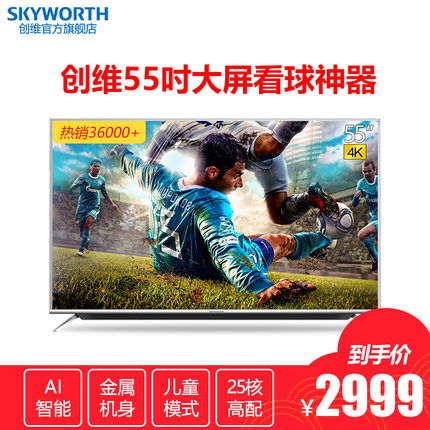 SKYWORTH
创维官方旗舰店
创维55吋大屏看球神器
热销36000+
55"
4K
到手价
AI
智能
金属
机身
儿童
模式
25核
高配
¥2999